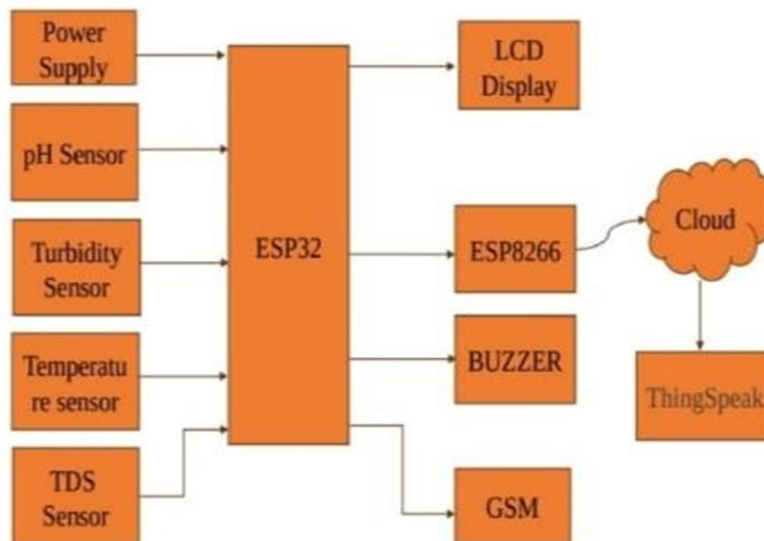 Power
Supply
pH Sensor
Turbidity
Sensor
Temperatu
re sensor
TDS
Sensor
ESP32
LCD
Display
ESP8266
BUZZER
GSM
Cloud
ThingSpeak